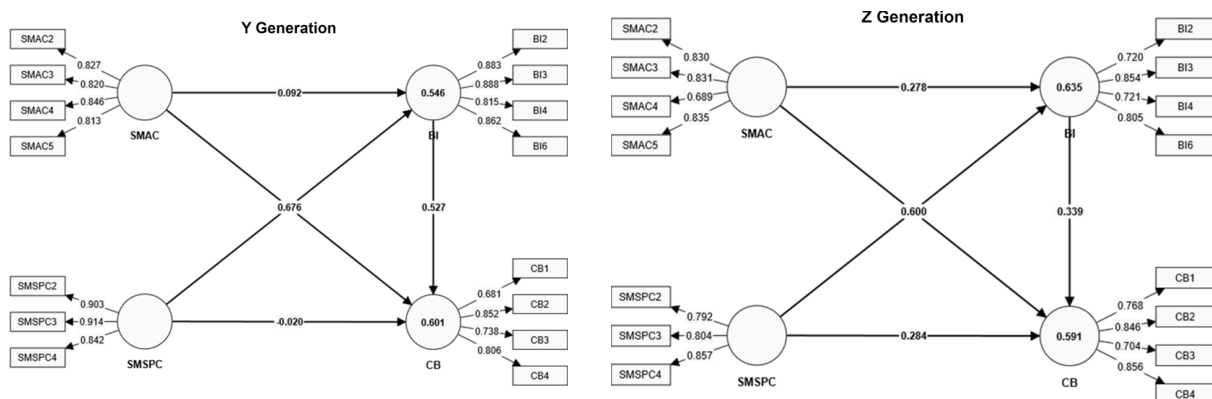 Y Generation
SMAC2
SMAC3
SMAC4
SMAC5
0.827
0.820
0.846
0.813
SMAC
0.092
0.546
BI
0.883
0.888
0.815
0.862
BI2
BI3
BI4
BI6
0.676
0.527
SMSPC2
SMSPC3
SMSPC4
0.903
0.914
0.842
SMSPC
-0.020
0.601
CB
0.681
0.852
0.738
0.806
CB1
CB2
CB3
CB4
Z Generation
SMAC2
SMAC3
SMAC4
SMAC5
0.830
0.831
0.689
0.835
SMAC
0.278
0.635
BI
0.720
0.854
0.721
0.805
BI2
BI3
BI4
BI6
0.600
0.339
SMSPC2
SMSPC3
SMSPC4
0.792
0.804
0.857
SMSPC
0.284
0.591
CB
0.768
0.846
0.704
0.856
CB1
CB2
CB3
CB4